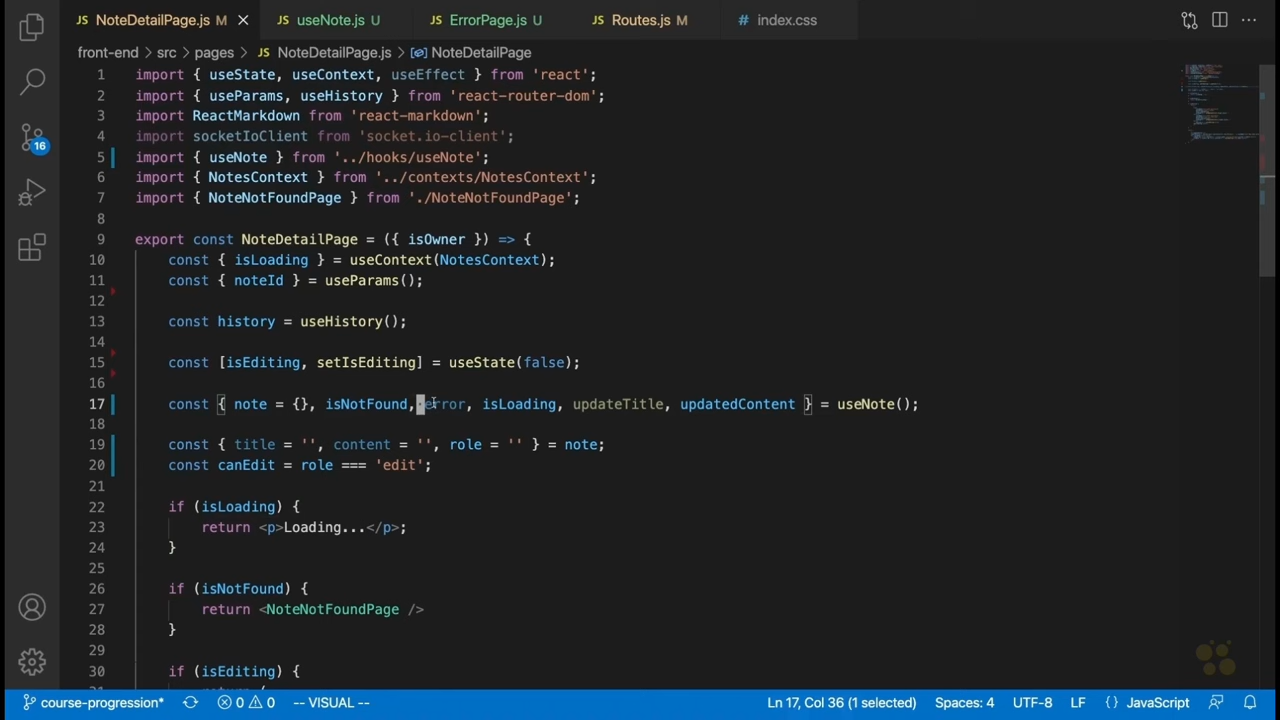 NoteDetailPage.js M
useNote.js U
ErrorPage.js U
Routes.js M
index.css
front-end > src > pages > NoteDetailPage.js > NoteDetailPage
1 import { useState, useContext, useEffect } from 'react';
2 import { useParams, useHistory } from 'react-router-dom';
3 import ReactMarkdown from 'react-markdown';
4 import socketIoClient from 'socket.io-client';
5 import { useNote } from '../hooks/useNote';
6 import { NotesContext } from '../contexts/NotesContext';
7 import { NoteNotFoundPage } from './NoteNotFoundPage';
8
9 export const NoteDetailPage = ({ isOwner }) => {
10 const { isLoading } = useContext(NotesContext);
11 const { noteId } = useParams();
12
13 const history = useHistory();
14
15 const [isEditing, setIsEditing] = useState(false);
16
17 const { note = {}, isNotFound, error, isLoading, updateTitle, updatedContent } = useNote();
18
19 const { title = '', content = '', role = '' } = note;
20 const canEdit = role === 'edit';
21
22 if (isLoading) {
23 return <p>Loading...</p>;
24 }
25
26 if (isNotFound) {
27 return <NoteNotFoundPage />
28 }
29
30 if (isEditing) {
16
course-progression* 0 0 -- VISUAL -- Ln 17, Col 36 (1 selected) Spaces: 4 UTF-8 LF {} JavaScript